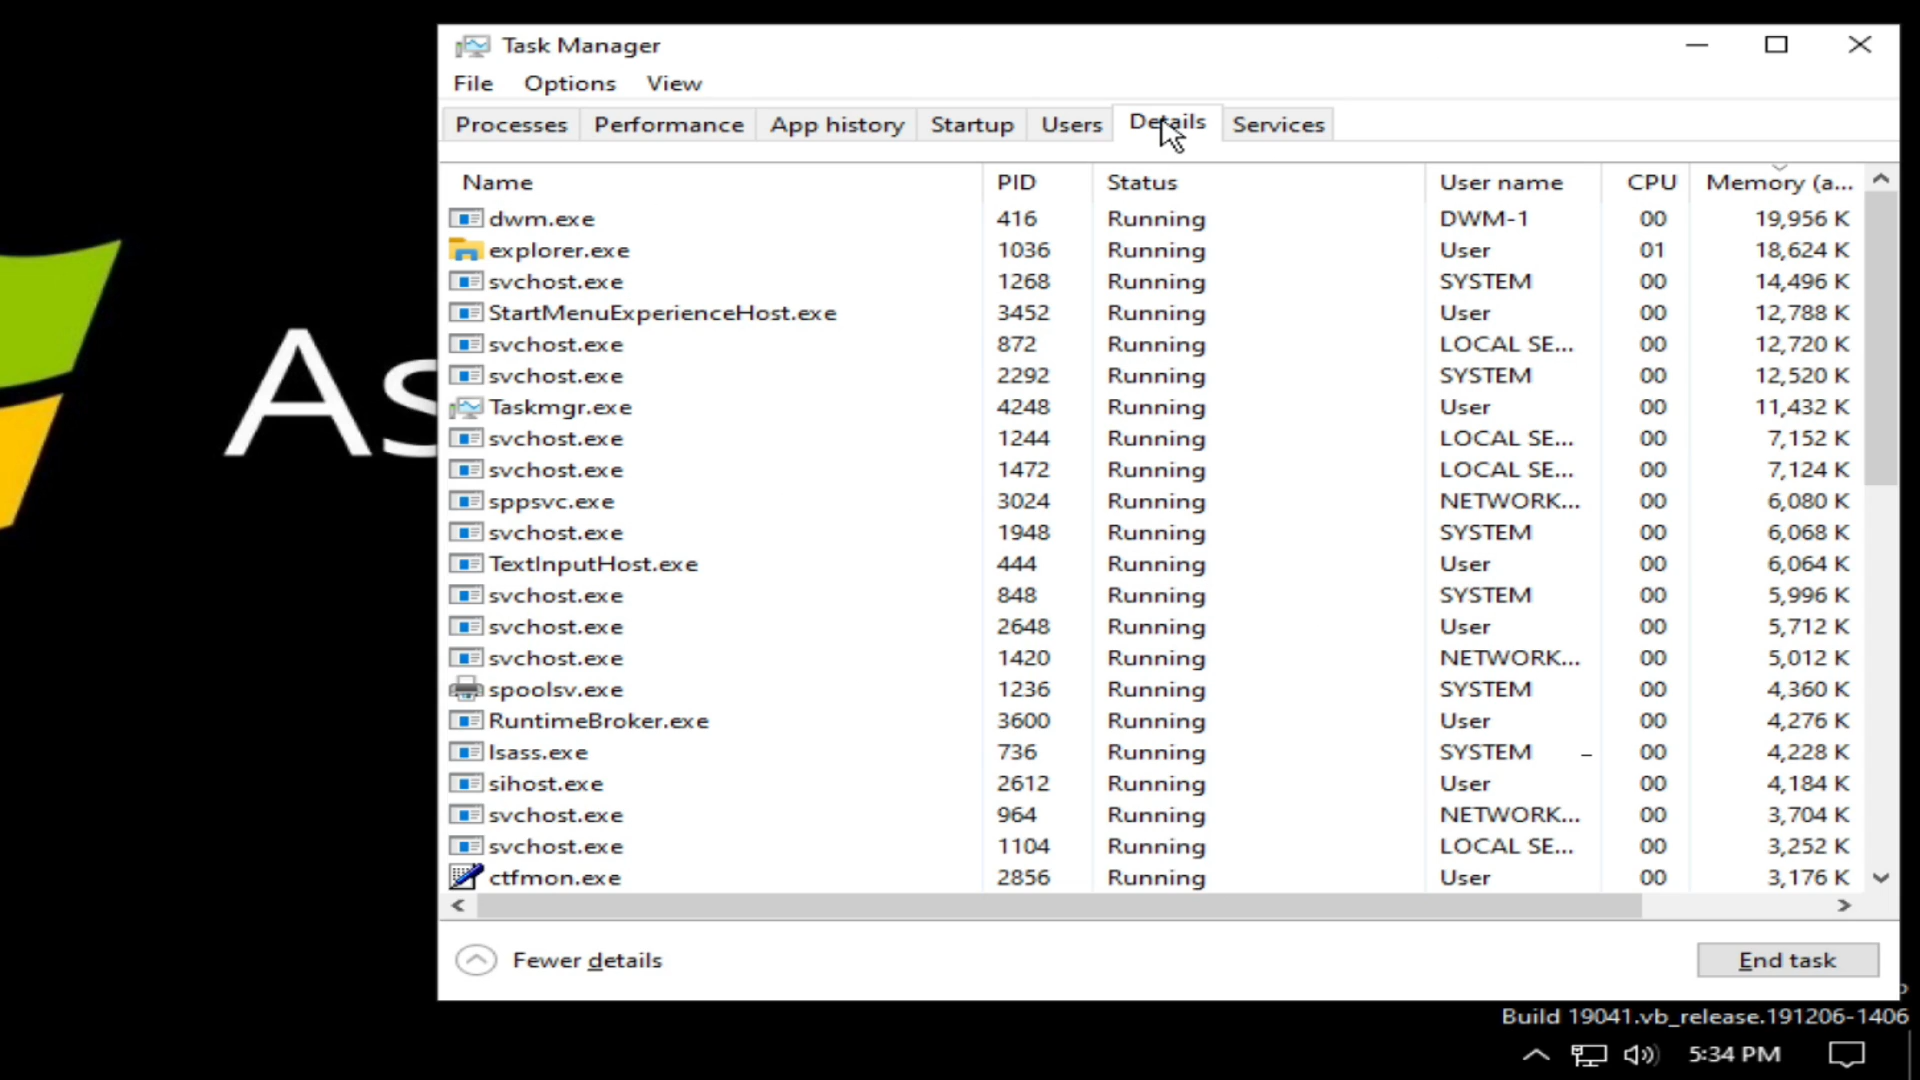 Task Manager
File Options View
Processes Performance App history Startup Users Details Services
Name PID Status User name CPU Memory (a...
dwm.exe 416 Running DWM-1 00 19,956 K
explorer.exe 1036 Running User 01 18,624 K
svchost.exe 1268 Running SYSTEM 00 14,496 K
StartMenuExperienceHost.exe 3452 Running User 00 12,788 K
svchost.exe 872 Running LOCAL SE... 00 12,720 K
svchost.exe 2292 Running SYSTEM 00 12,520 K
Taskmgr.exe 4248 Running User 00 11,432 K
svchost.exe 1244 Running LOCAL SE... 00 7,152 K
svchost.exe 1472 Running LOCAL SE... 00 7,124 K
sppsvc.exe 3024 Running NETWORK... 00 6,080 K
svchost.exe 1948 Running SYSTEM 00 6,068 K
TextInputHost.exe 444 Running User 00 6,064 K
svchost.exe 848 Running SYSTEM 00 5,996 K
svchost.exe 2648 Running User 00 5,712 K
svchost.exe 1420 Running NETWORK... 00 5,012 K
spoolsv.exe 1236 Running SYSTEM 00 4,360 K
RuntimeBroker.exe 3600 Running User 00 4,276 K
lsass.exe 736 Running SYSTEM 00 4,228 K
sihost.exe 2612 Running User 00 4,184 K
svchost.exe 964 Running NETWORK... 00 3,704 K
svchost.exe 1104 Running LOCAL SE... 00 3,252 K
ctfmon.exe 2856 Running User 00 3,176 K
Fewer details End task
As
Build 19041.vb_release.191206-1406
5:34 PM